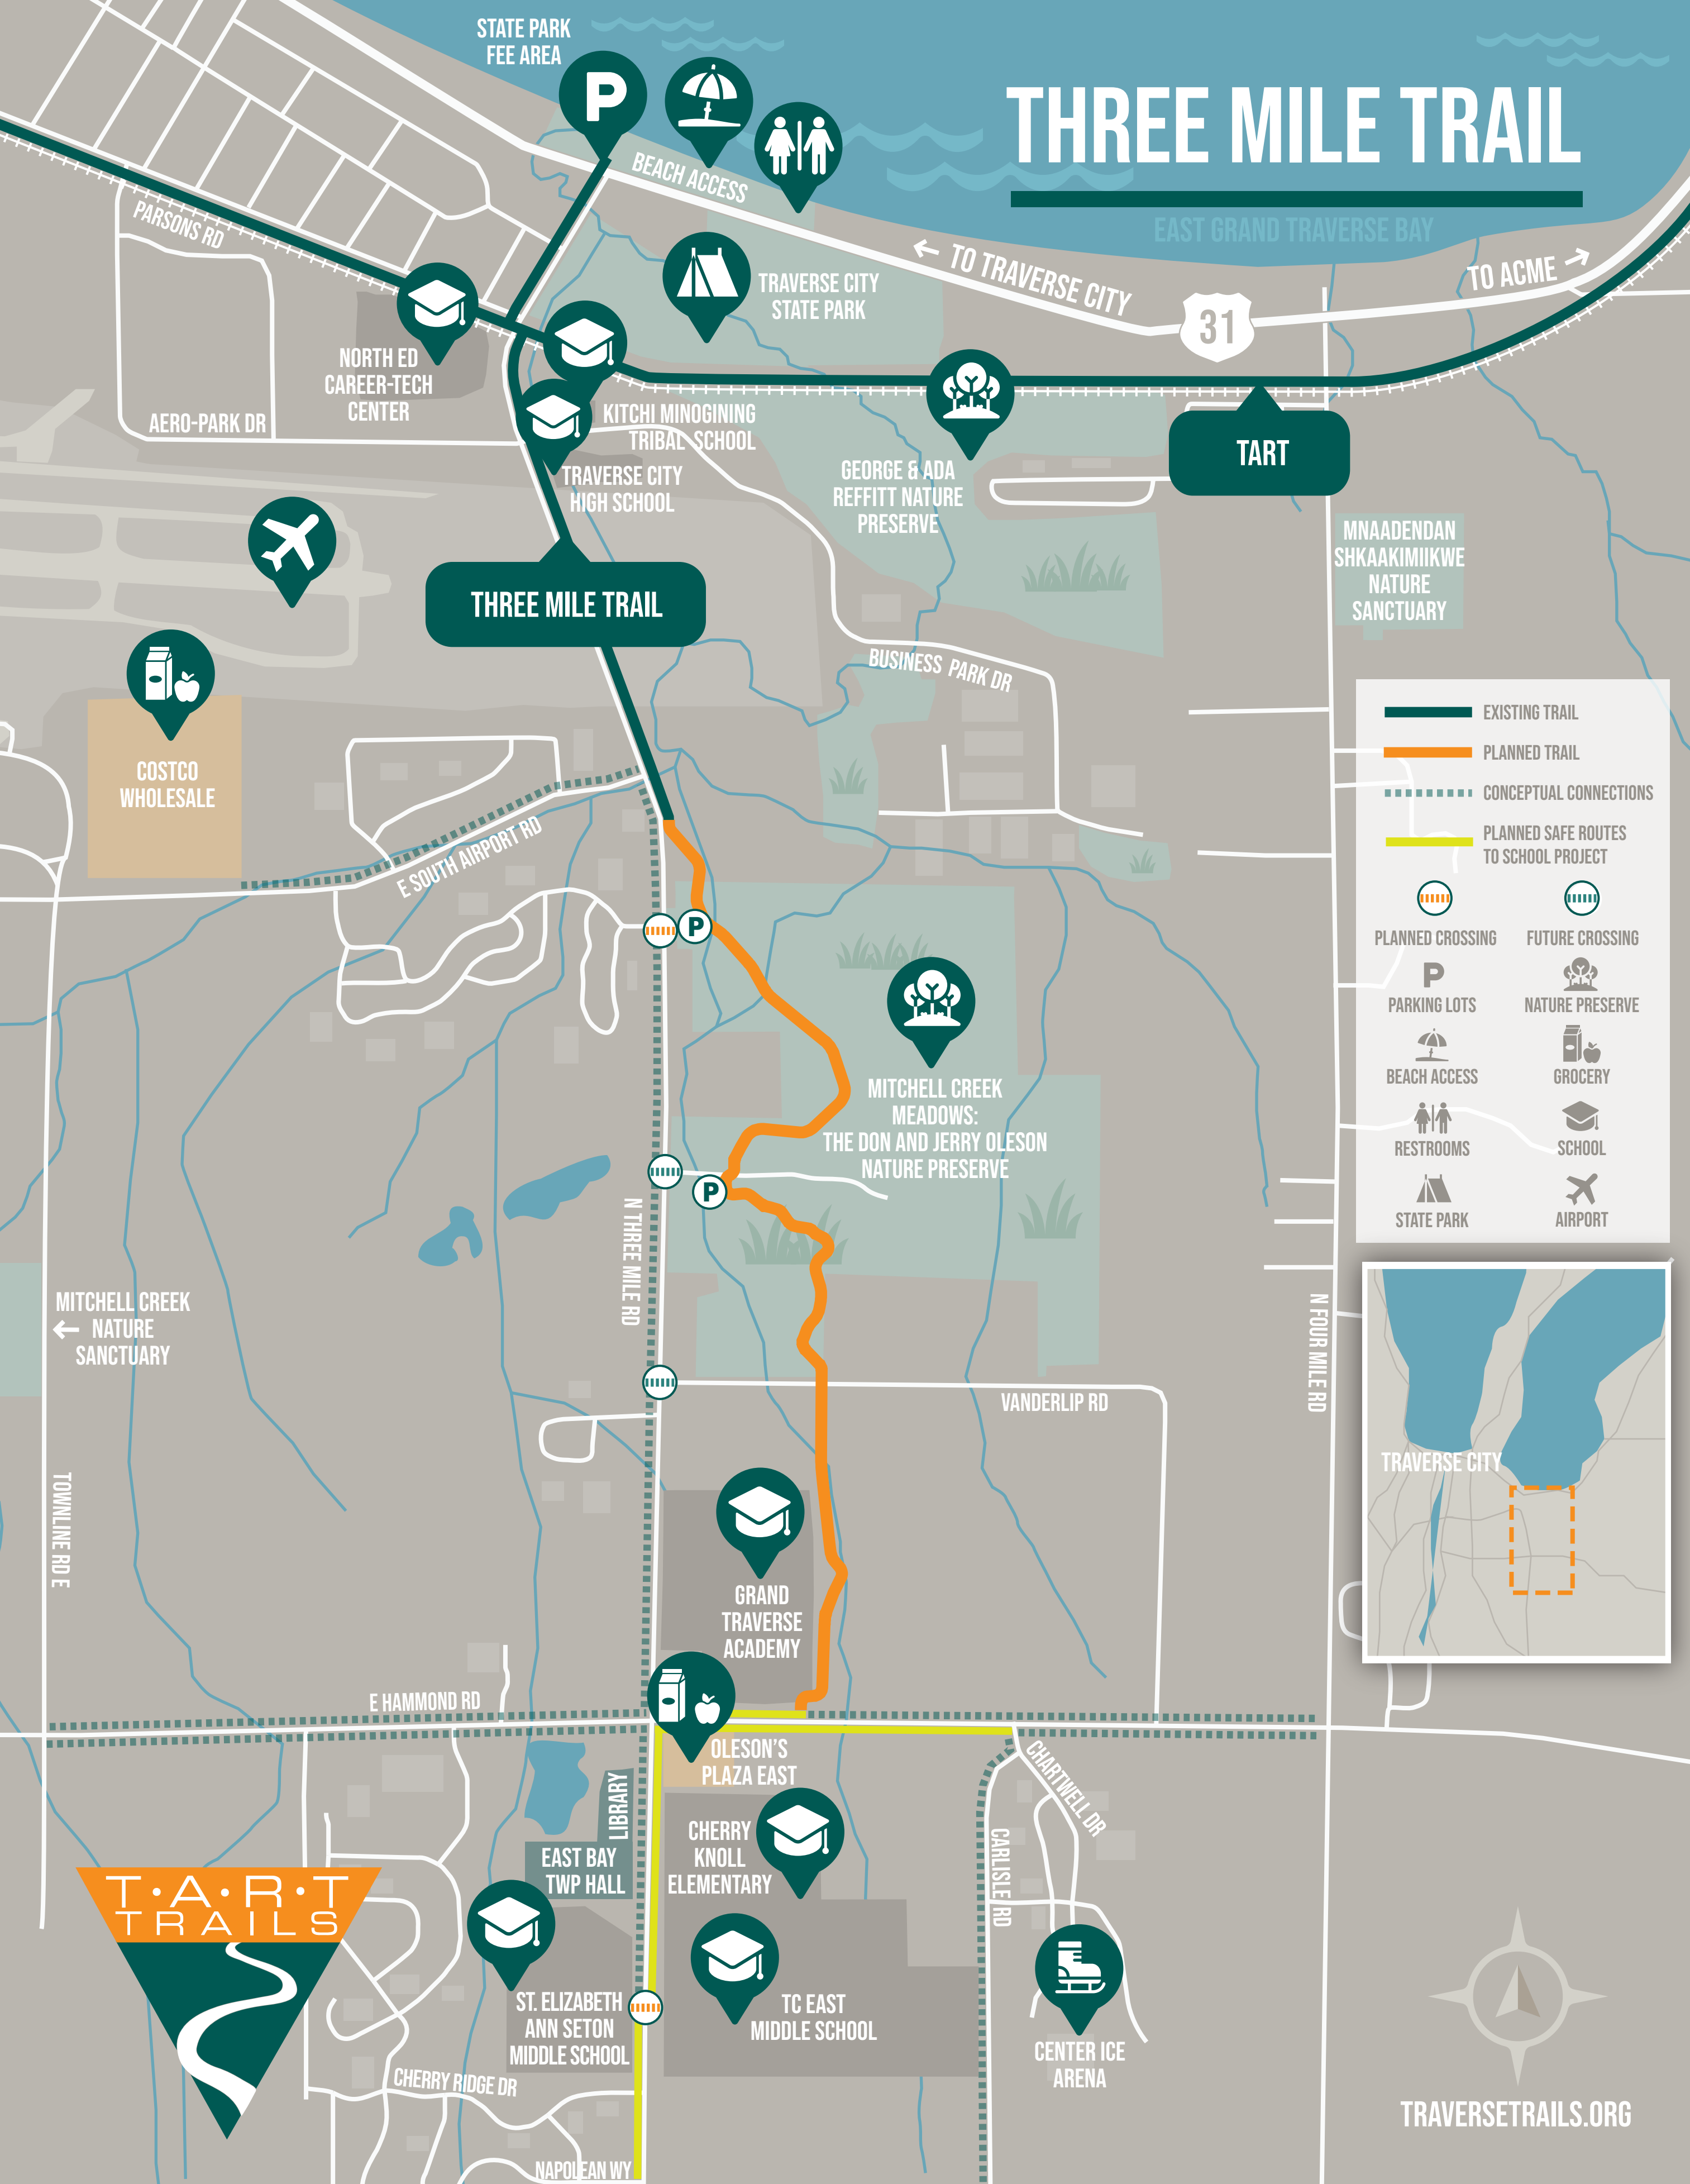 STATE PARK
FEE AREA
P
THREE MILE TRAIL
BEACH ACCESS
EAST GRAND TRAVERSE BAY
PARSONS RD
← TO TRAVERSE CITY
TO ACME →
31
TRAVERSE CITY
STATE PARK
NORTH ED
CAREER-TECH
CENTER
AERO-PARK DR
KITCHI MINOGINING
TRIBAL SCHOOL
TRAVERSE CITY
HIGH SCHOOL
GEORGE & ADA
REFFITT NATURE
PRESERVE
TART
MNAADENDAN
SHKAAKIMIIKWE
NATURE
SANCTUARY
THREE MILE TRAIL
BUSINESS PARK DR
COSTCO
WHOLESALE
E SOUTH AIRPORT RD
P
EXISTING TRAIL
PLANNED TRAIL
CONCEPTUAL CONNECTIONS
PLANNED SAFE ROUTES
TO SCHOOL PROJECT
PLANNED CROSSING
FUTURE CROSSING
P
PARKING LOTS
NATURE PRESERVE
BEACH ACCESS
GROCERY
RESTROOMS
SCHOOL
STATE PARK
AIRPORT
MITCHELL CREEK
MEADOWS:
THE DON AND JERRY OLESON
NATURE PRESERVE
P
N THREE MILE RD
MITCHELL CREEK
← NATURE
SANCTUARY
N FOUR MILE RD
VANDERLIP RD
TRAVERSE CITY
TOWNLINE RD E
GRAND
TRAVERSE
ACADEMY
E HAMMOND RD
OLESON'S
PLAZA EAST
CHARTWELL DR
LIBRARY
EAST BAY
TWP HALL
CHERRY
KNOLL
ELEMENTARY
CARLISLE RD
T·A·R·T
TRAILS
ST. ELIZABETH
ANN SETON
MIDDLE SCHOOL
TC EAST
MIDDLE SCHOOL
CENTER ICE
ARENA
CHERRY RIDGE DR
NAPOLEAN WY
TRAVERSETRAILS.ORG